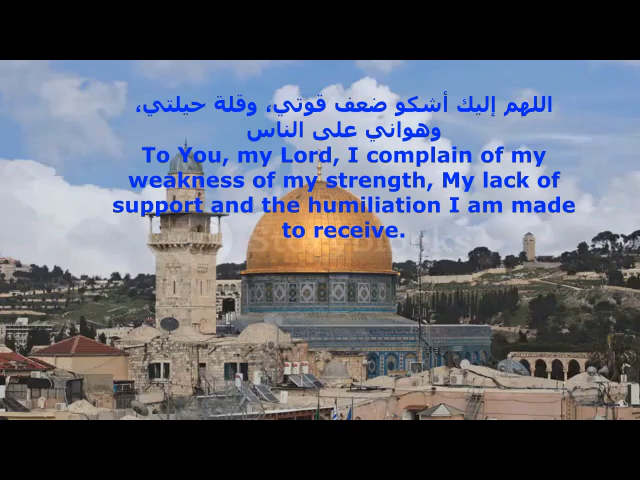 اللهم إليك أشكو ضعف قوتي، وقلة حيلتي،
وهواني على الناس
To You, my Lord, I complain of my
weakness of my strength, My lack of
support and the humiliation I am made
to receive.